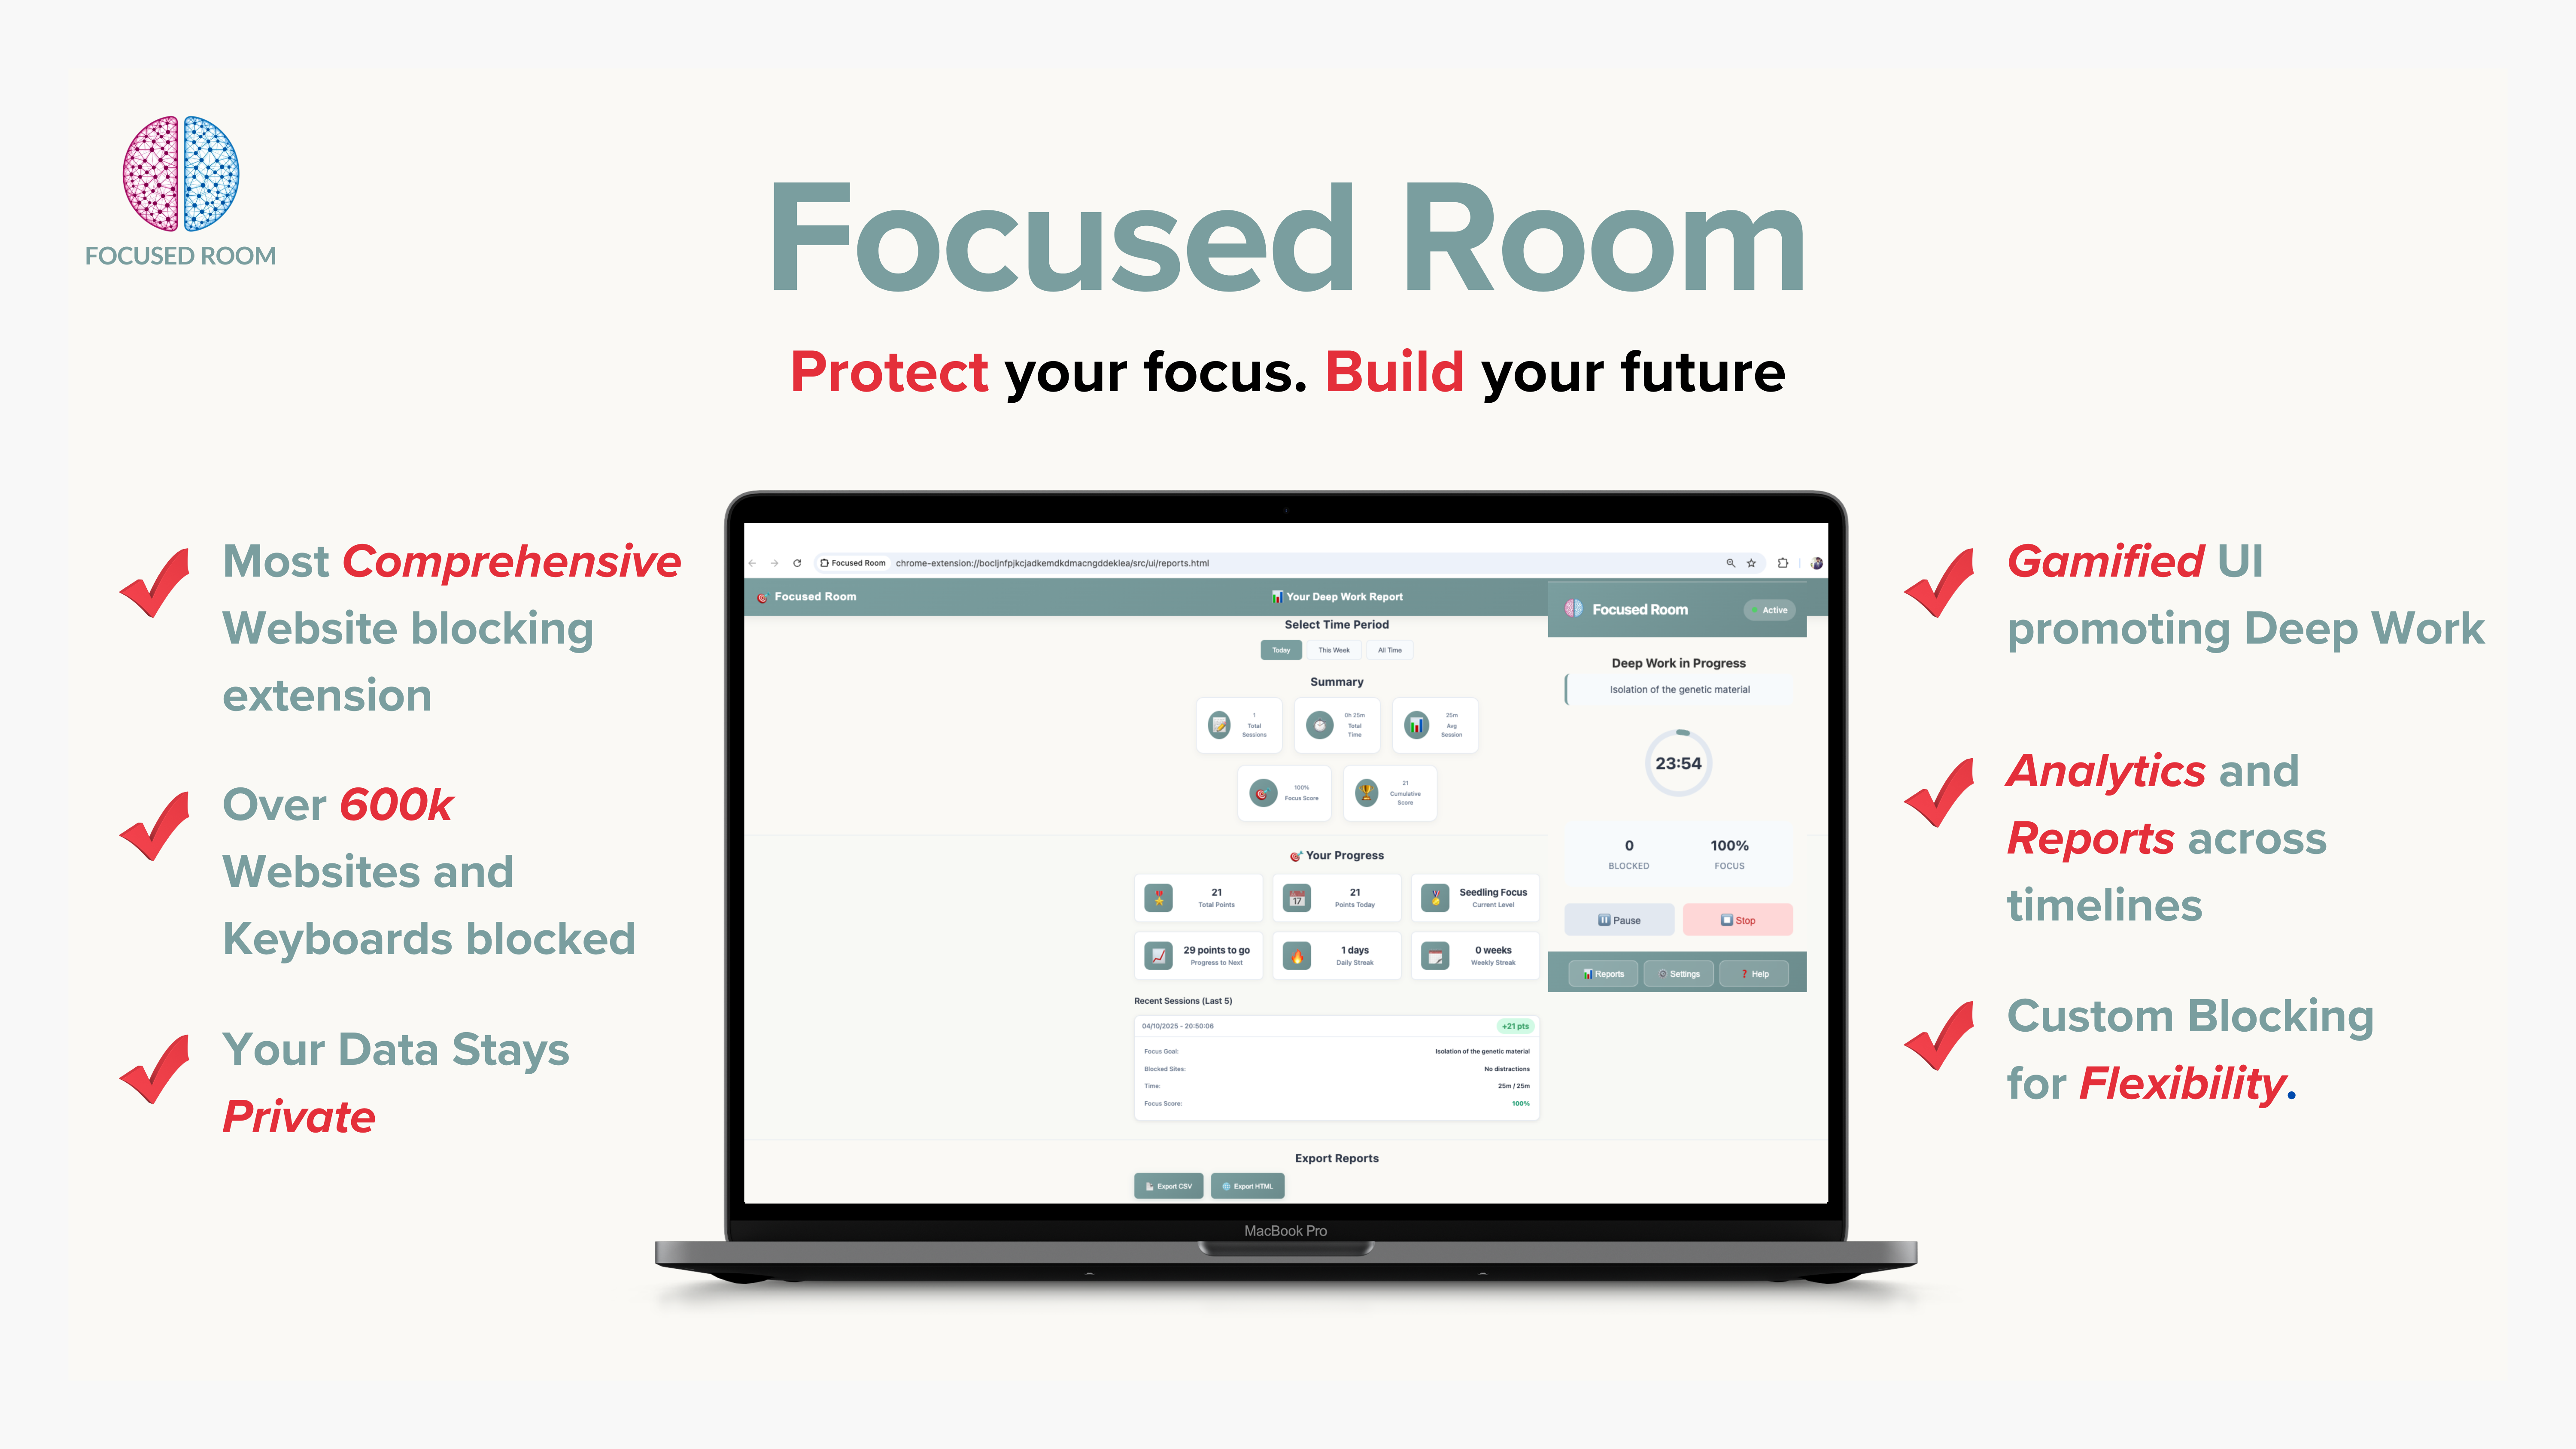 FOCUSED ROOM
Focused Room
Protect your focus. Build your future
Most Comprehensive
Website blocking
extension
Over 600k
Websites and
Keyboards blocked
Your Data Stays
Private
Focused Room
chrome-extension://bocljnfpjkcjadkemdkdmacngddeklea/src/ui/reports.html
Focused Room
Your Deep Work Report
Select Time Period
Today
This Week
All Time
Summary
1
Total
Sessions
0h 25m
Total
Time
25m
Avg
Session
100%
Focus Score
21
Cumulative
Score
Your Progress
21
Total Points
17
21
Points Today
Seedling Focus
Current Level
29 points to go
Progress to Next
1 days
Daily Streak
0 weeks
Weekly Streak
Recent Sessions (Last 5)
04/10/2025 - 20:50:06
+21 pts
Focus Goal:
Isolation of the genetic material
Blocked Sites:
No distractions
Time:
25m / 25m
Focus Score:
100%
Export Reports
Export CSV
Export HTML
Focused Room
Active
Deep Work in Progress
Isolation of the genetic material
23:54
0
BLOCKED
100%
FOCUS
Pause
Stop
Reports
Settings
Help
MacBook Pro
Gamified UI
promoting Deep Work
Analytics and
Reports across
timelines
Custom Blocking
for Flexibility.